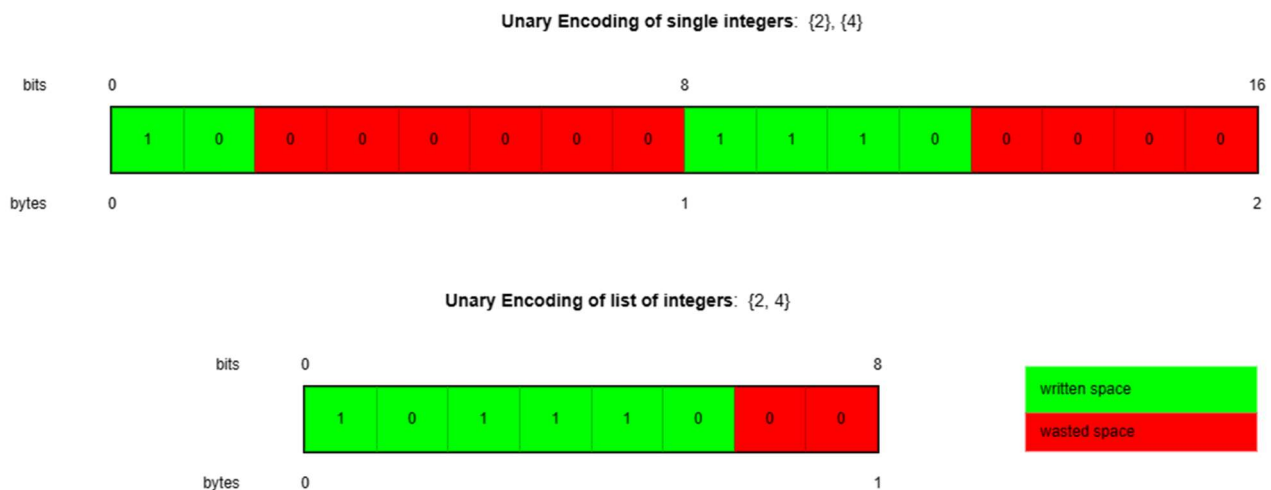 Unary Encoding of single integers: {2}, {4}
bits 0 8 16
1 0 0 0 0 0 0 0 1 1 1 0 0 0 0 0
bytes 0 1 2
Unary Encoding of list of integers: {2, 4}
bits 0 8
1 0 1 1 1 0 0 0
bytes 0 1
written space
wasted space